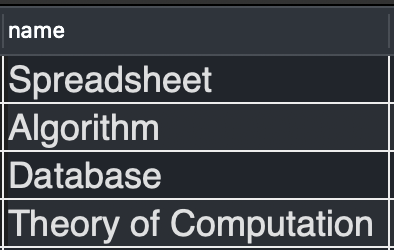 name
Spreadsheet
Algorithm
Database
Theory of Computation